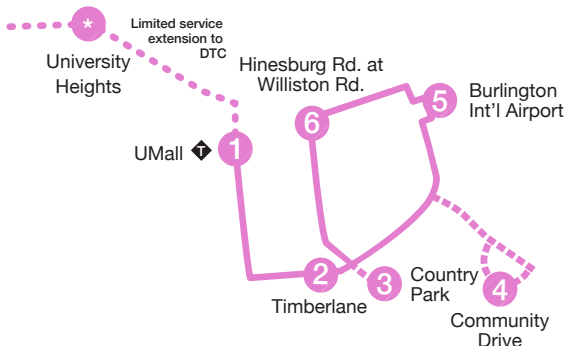 *
Limited service
extension to
DTC
University
Heights
Hinesburg Rd. at
Williston Rd.
5
Burlington
Int'l Airport
6
UMall T
1
2
Timberlane
3
Country
Park
4
Community
Drive